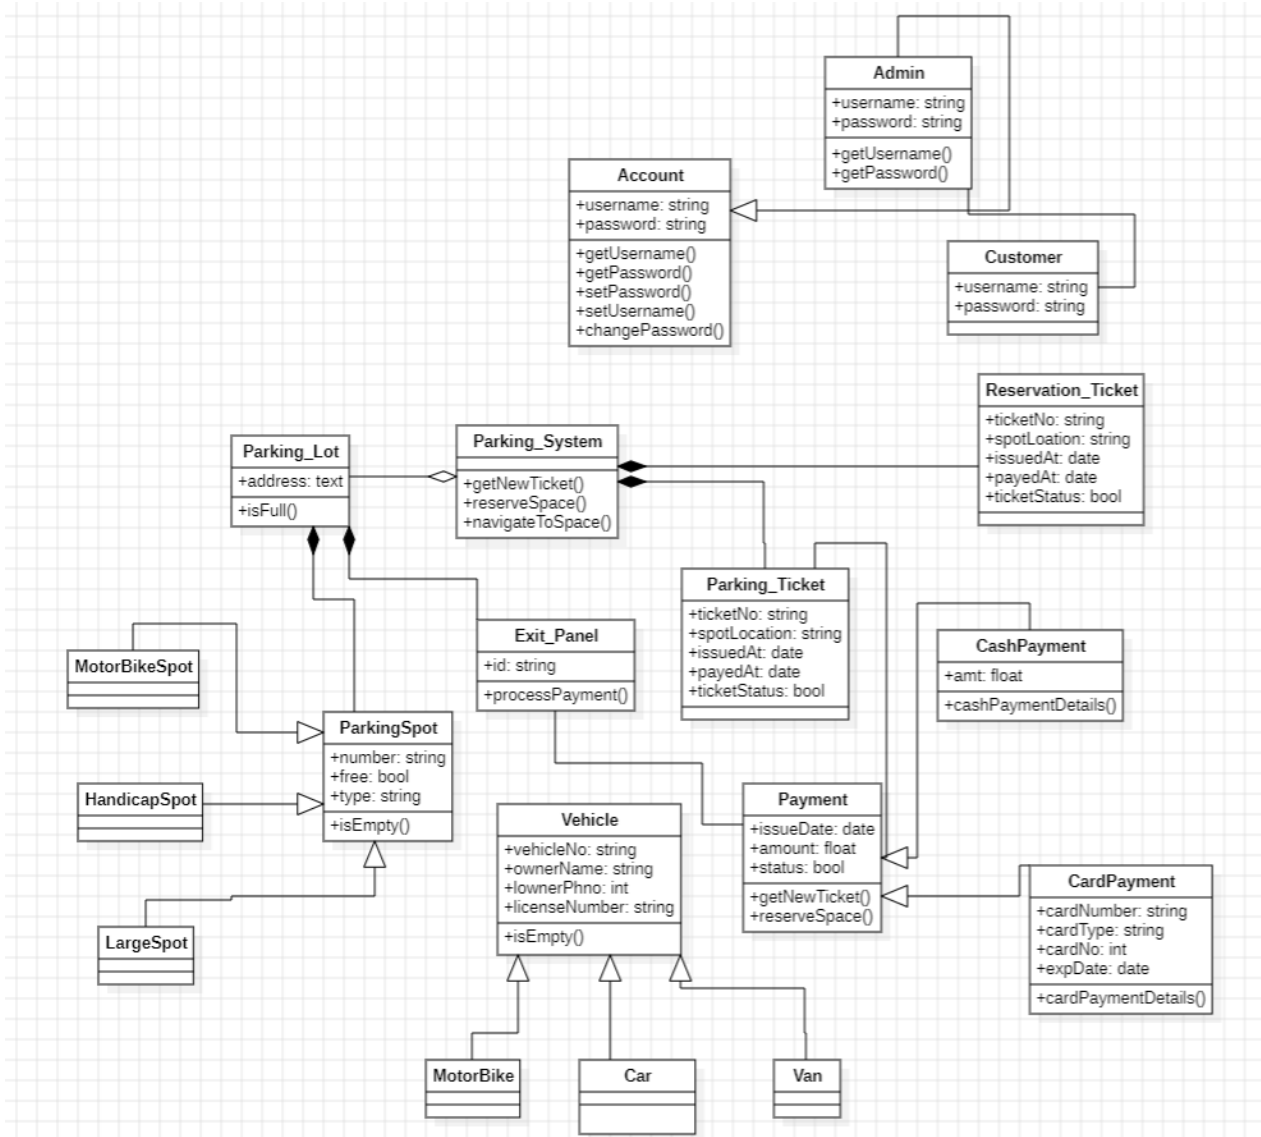 Admin
+username: string
+password: string
+getUsername()
+getPassword()
Account
+username: string
+password: string
+getUsername()
+getPassword()
+setPassword()
+setUsername()
+changePassword()
Customer
+username: string
+password: string
Reservation_Ticket
+ticketNo: string
+spotLoation: string
+issuedAt: date
+payedAt: date
+ticketStatus: bool
Parking_Lot
+address: text
+isFull()
Parking_System
+getNewTicket()
+reserveSpace()
+navigateToSpace()
Parking_Ticket
+ticketNo: string
+spotLocation: string
+issuedAt: date
+payedAt: date
+ticketStatus: bool
Exit_Panel
+id: string
+processPayment()
CashPayment
+amt: float
+cashPaymentDetails()
MotorBikeSpot
ParkingSpot
+number: string
+free: bool
+type: string
+isEmpty()
HandicapSpot
LargeSpot
Vehicle
+vehicleNo: string
+ownerName: string
+lownerPhno: int
+licenseNumber: string
+isEmpty()
Payment
+issueDate: date
+amount: float
+status: bool
+getNewTicket()
+reserveSpace()
CardPayment
+cardNumber: string
+cardType: string
+cardNo: int
+expDate: date
+cardPaymentDetails()
MotorBike
Car
Van